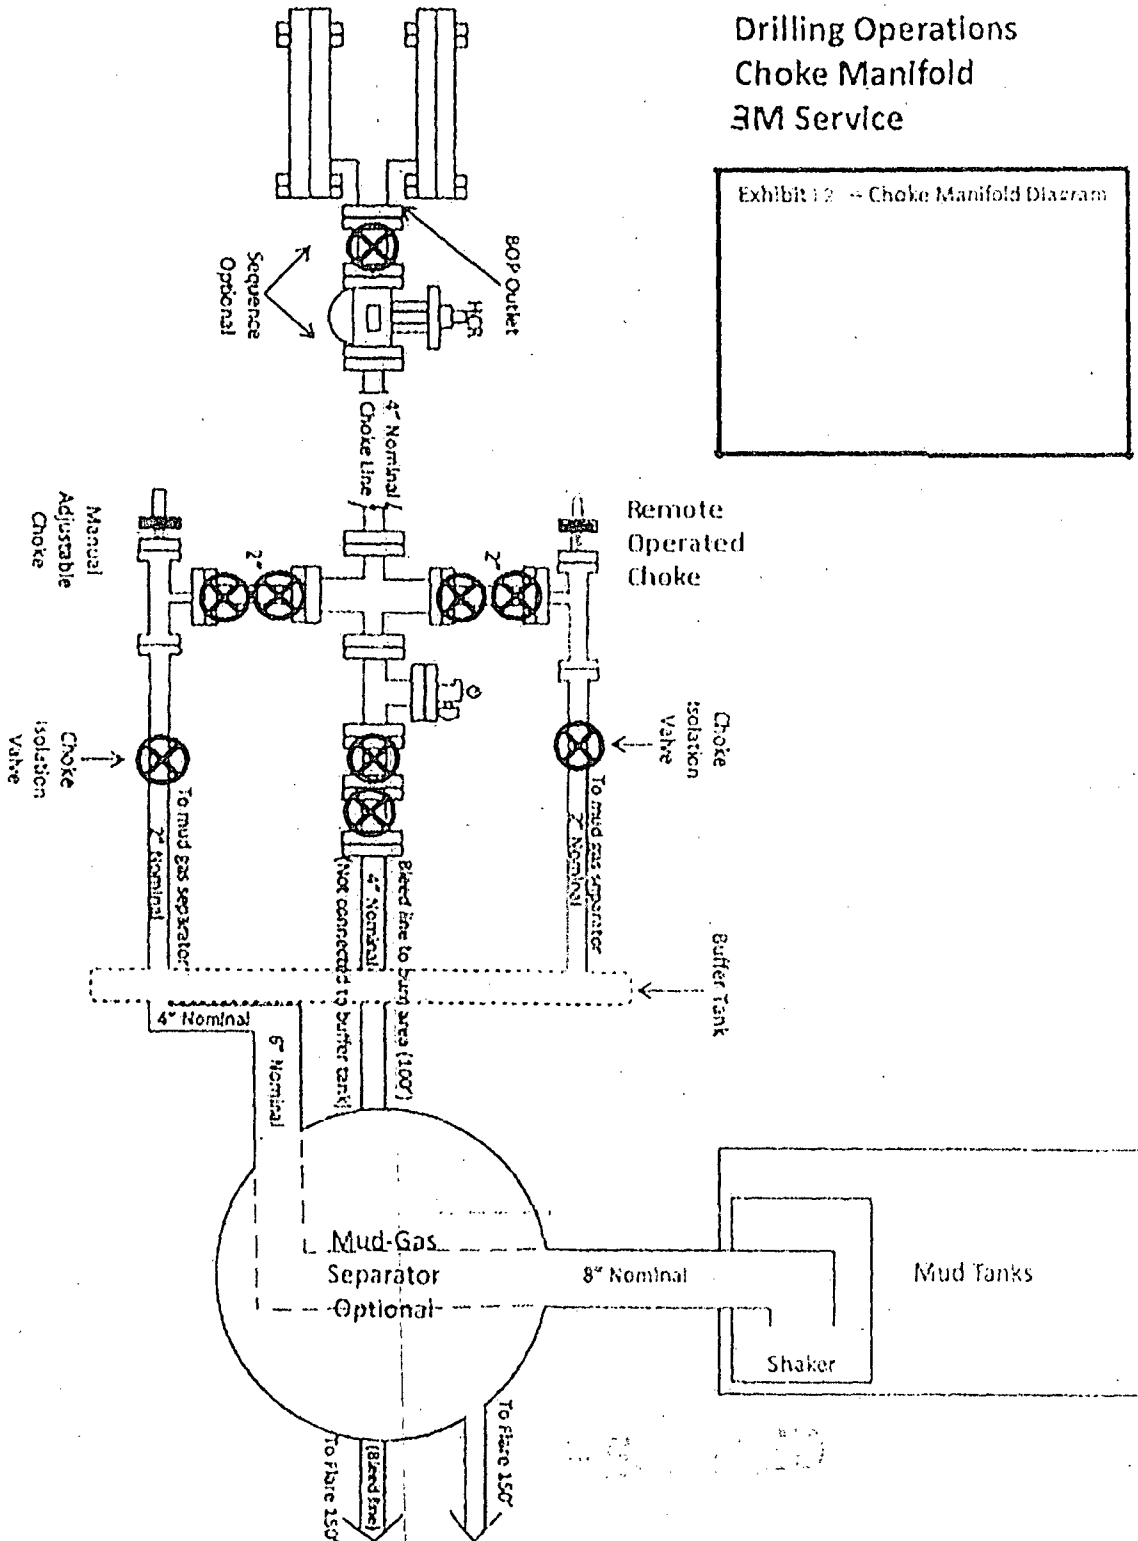 Drilling Operations
Choke Manifold
3M Service
Exhibit – Choke Manifold Diagram
BOP Outlet
HCR
Sequence
Optional
4" Nominal
Choke Line
Manual
Adjustable
Choke
2"
2"
Remote
Operated
Choke
Choke
Isolation
Valve
Choke
Isolation
Valve
To mud gas separator
2" Nominal
Bleed line to burn area (100')
4" Nominal
(Not connected to buffer tank)
To mud gas separator
2" Nominal
Buffer Tank
4" Nominal
6" Nominal
Mud-Gas
Separator
Optional
8" Nominal
Mud Tanks
Shaker
To Flare 150'
(Bleed line)
To Flare 150'